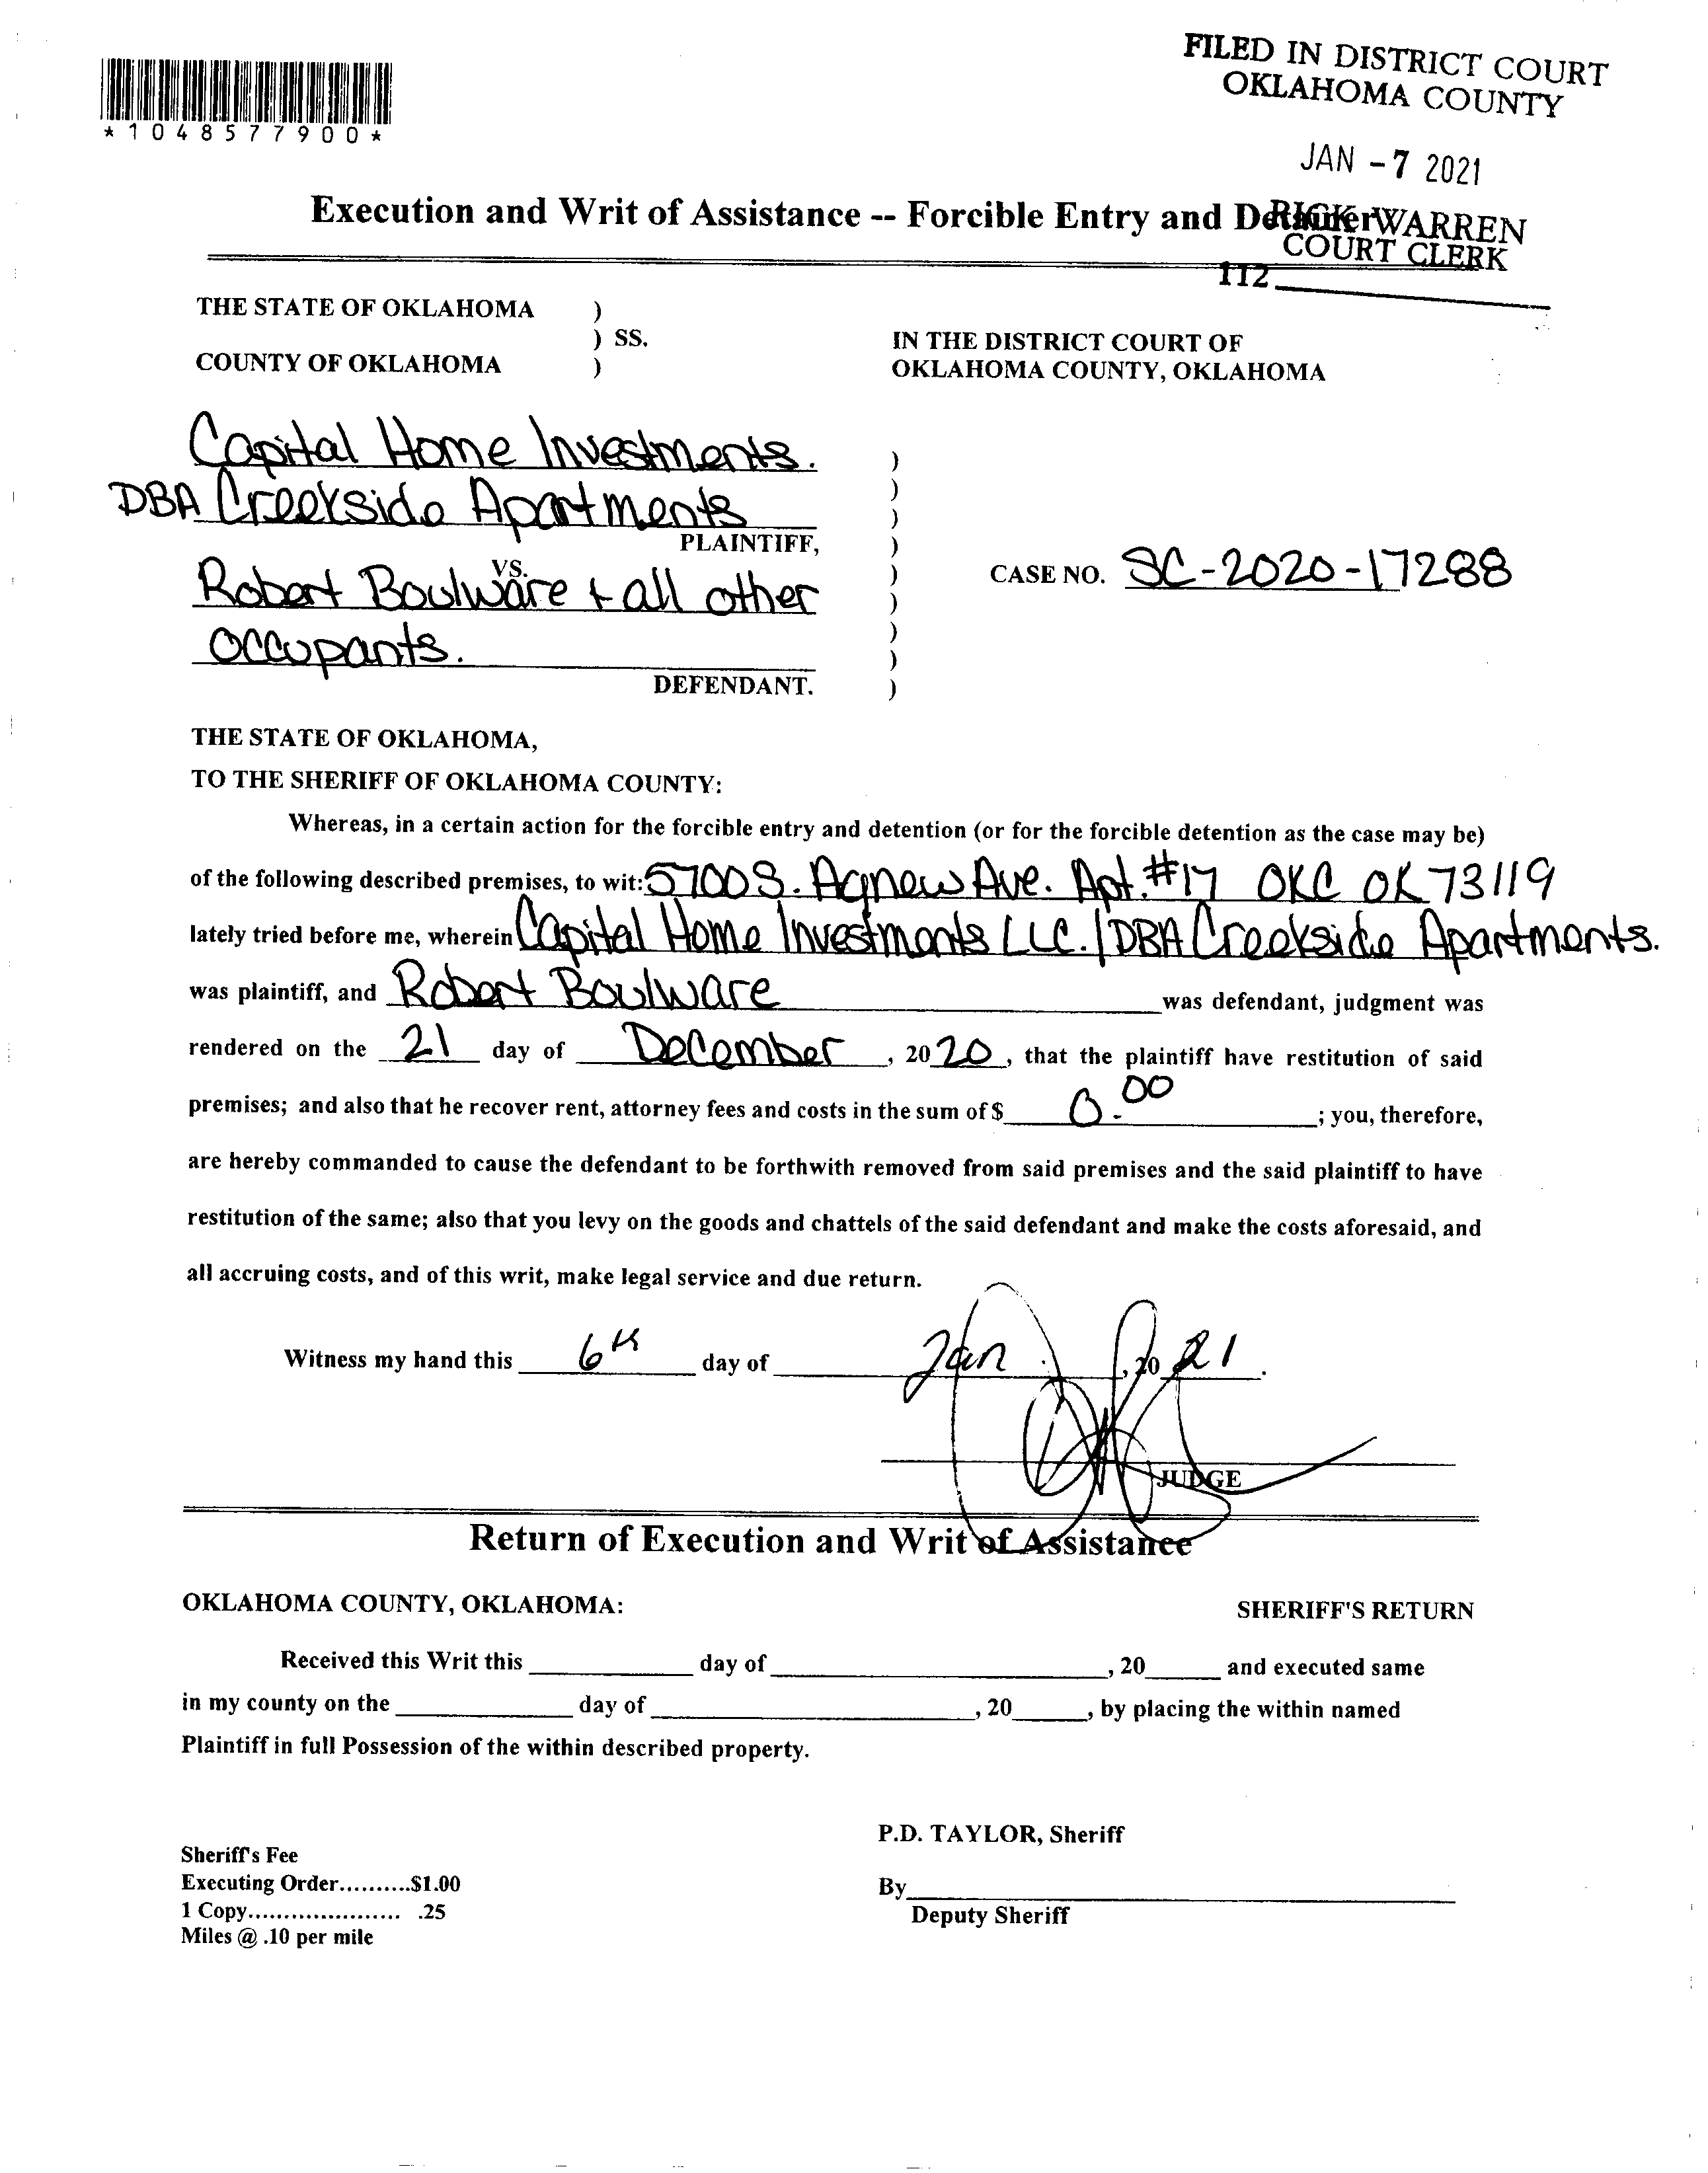 FILED IN DISTRICT COURT
OKLAHOMA COUNTY
*1048577900*
JAN -7 2021
Execution and Writ of Assistance -- Forcible Entry and Detainer
RICK WARREN
COURT CLERK
112
THE STATE OF OKLAHOMA )
) SS.
COUNTY OF OKLAHOMA )
IN THE DISTRICT COURT OF
OKLAHOMA COUNTY, OKLAHOMA
Capital Home Investments. )
)
DBA Creekside Apartments )
PLAINTIFF, )
VS. )
Robert Boulware + all other )
occupants. )
)
DEFENDANT. )
CASE NO. SC-2020-17288
THE STATE OF OKLAHOMA,
TO THE SHERIFF OF OKLAHOMA COUNTY:
Whereas, in a certain action for the forcible entry and detention (or for the forcible detention as the case may be)
of the following described premises, to wit: 5700 S. Agnew Ave. Apt. #17 OKC OK 73119
lately tried before me, wherein Capital Home Investments LLC. / DBA Creekside Apartments.
was plaintiff, and Robert Boulware was defendant, judgment was
rendered on the 21 day of December, 2020, that the plaintiff have restitution of said
premises; and also that he recover rent, attorney fees and costs in the sum of $ 0.00; you, therefore,
are hereby commanded to cause the defendant to be forthwith removed from said premises and the said plaintiff to have
restitution of the same; also that you levy on the goods and chattels of the said defendant and make the costs aforesaid, and
all accruing costs, and of this writ, make legal service and due return.
Witness my hand this 6th day of Jan, 2021.
JUDGE
Return of Execution and Writ of Assistance
OKLAHOMA COUNTY, OKLAHOMA: SHERIFF'S RETURN
Received this Writ this ____ day of ____, 20____ and executed same
in my county on the ____ day of ____, 20____, by placing the within named
Plaintiff in full Possession of the within described property.
P.D. TAYLOR, Sheriff
Sheriff's Fee
Executing Order..........$1.00
1 Copy..................... .25
Miles @ .10 per mile
By____
Deputy Sheriff